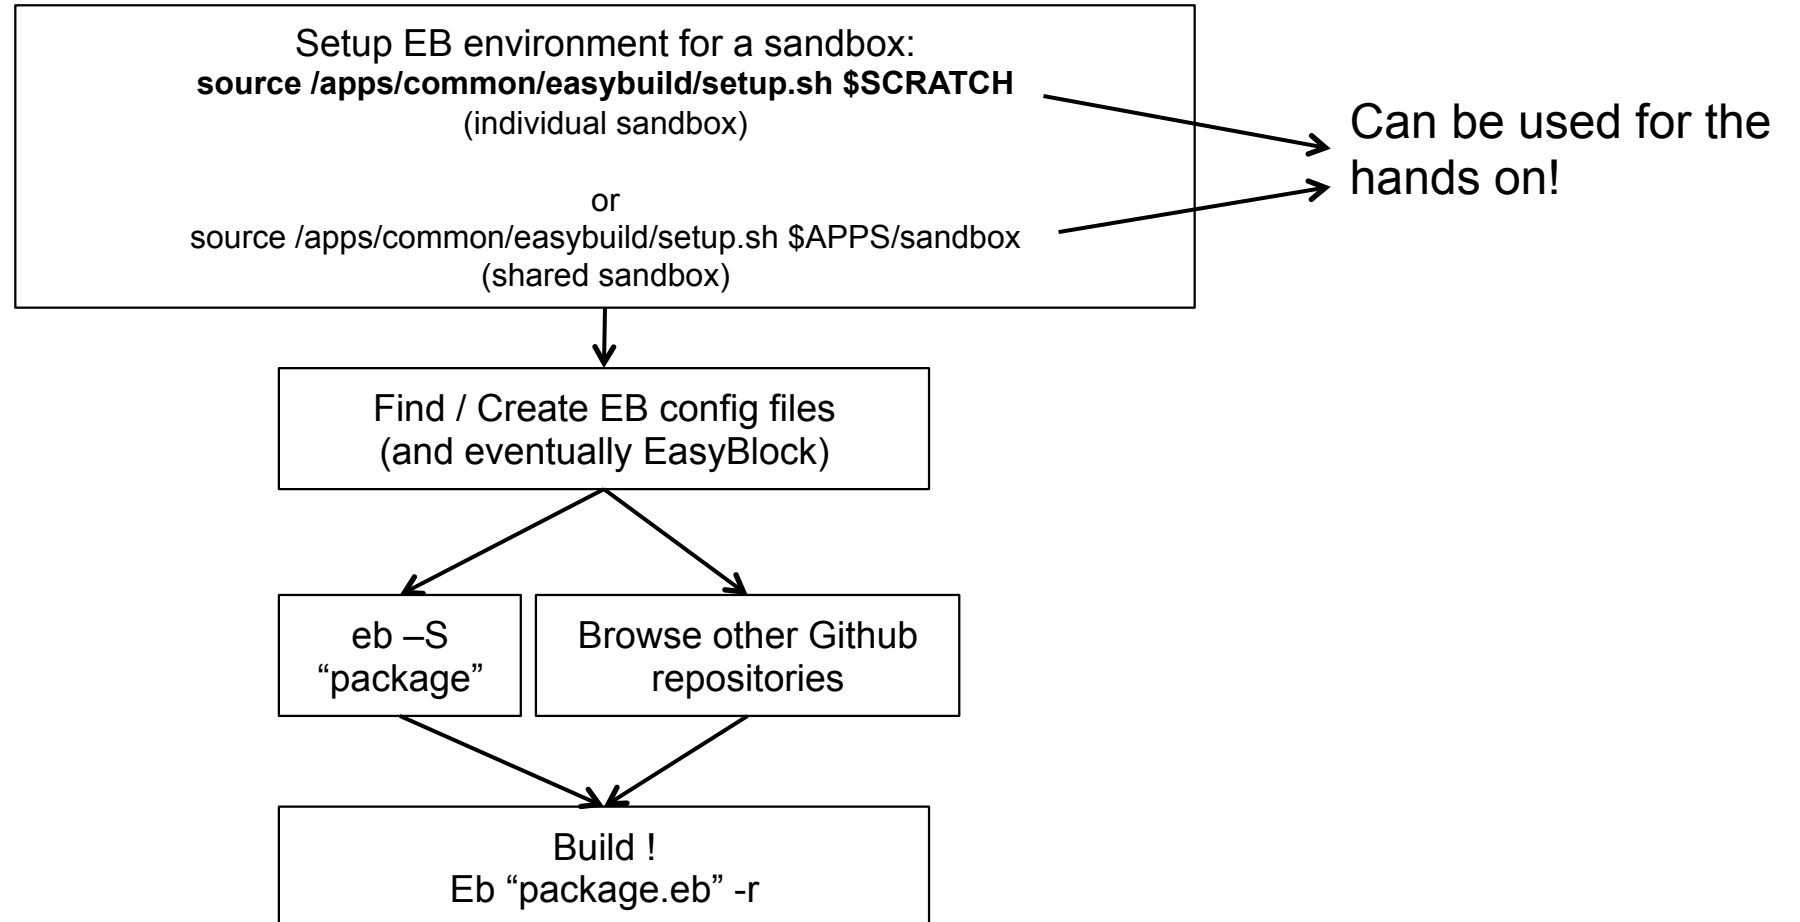 Setup EB environment for a sandbox:
source /apps/common/easybuild/setup.sh $SCRATCH
(individual sandbox)
or
source /apps/common/easybuild/setup.sh $APPS/sandbox
(shared sandbox)
Can be used for the
hands on!
Find / Create EB config files
(and eventually EasyBlock)
eb –S
“package”
Browse other Github
repositories
Build !
Eb “package.eb” -r